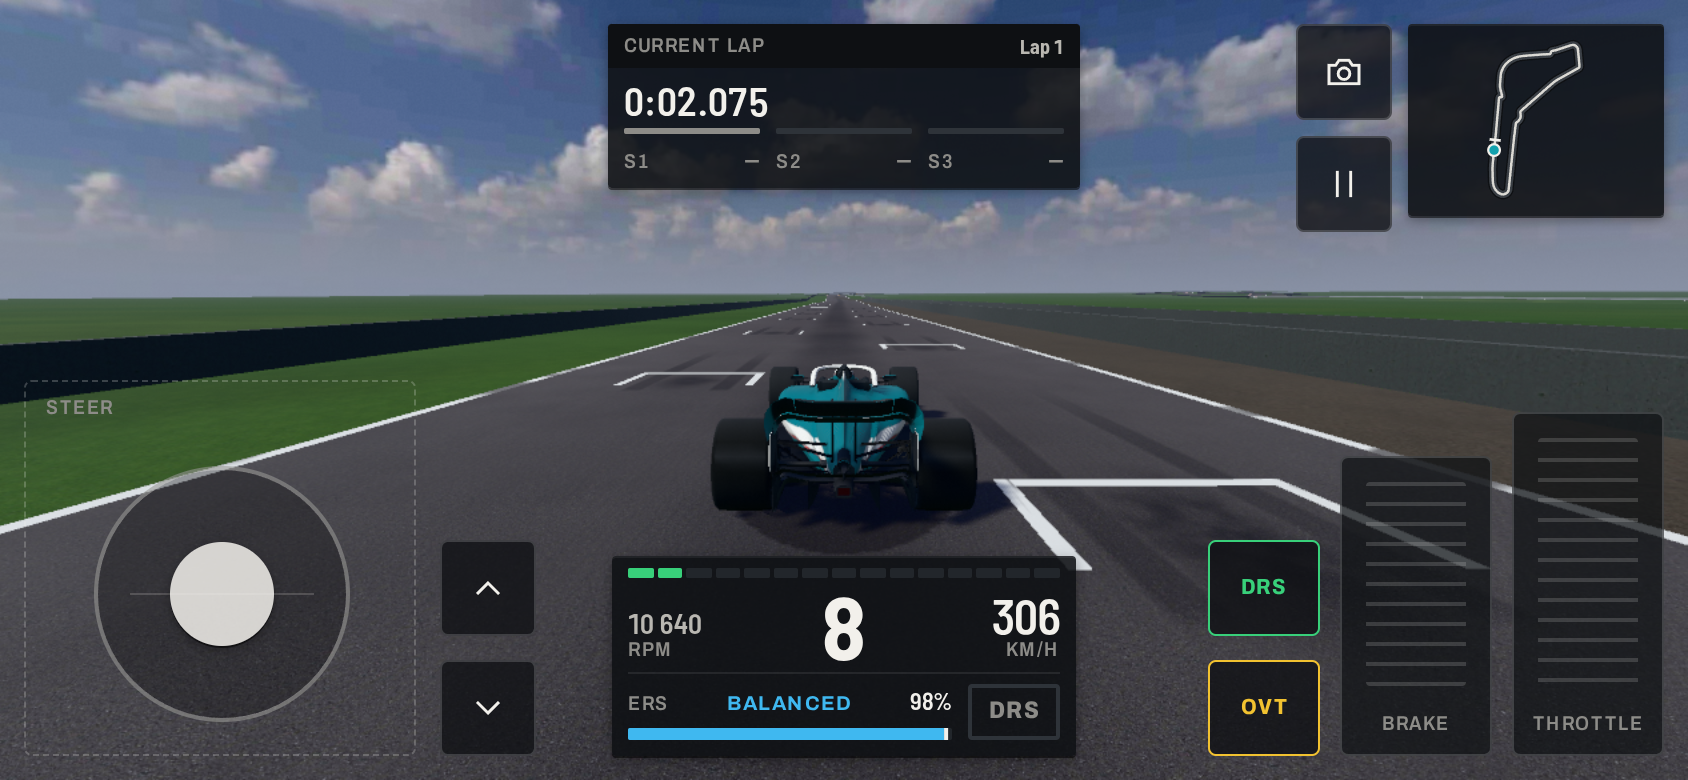 CURRENT LAP Lap 1
0:02.075
S1 – S2 – S3 –
STEER
10 640
RPM
8
306
KM/H
ERS BALANCED 98% DRS
DRS
OVT
BRAKE
THROTTLE